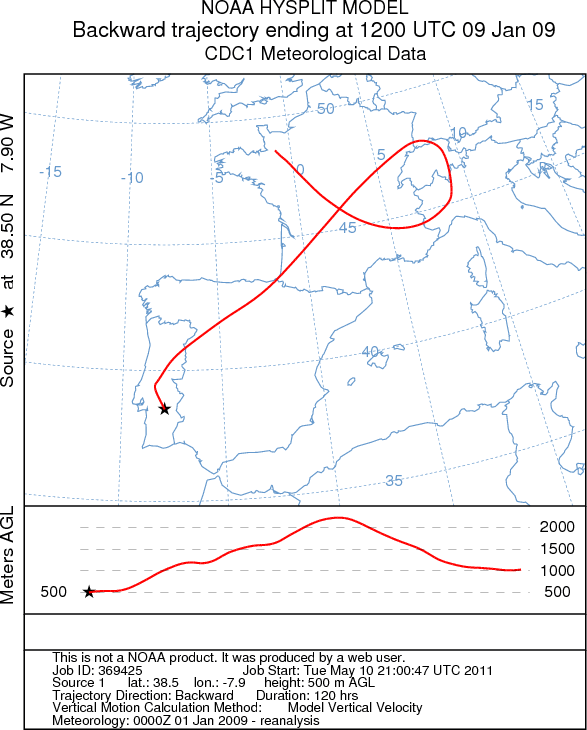 NOAA HYSPLIT MODEL
Backward trajectory ending at 1200 UTC 09 Jan 09
CDC1 Meteorological Data
Source ★ at 38.50 N 7.90 W
15
50
10
5
-15
-10
-5
0
45
40
35
Meters AGL
2000
1500
1000
500
500
This is not a NOAA product. It was produced by a web user.
Job ID: 369425 Job Start: Tue May 10 21:00:47 UTC 2011
Source 1 lat.: 38.5 lon.: -7.9 height: 500 m AGL
Trajectory Direction: Backward Duration: 120 hrs
Vertical Motion Calculation Method: Model Vertical Velocity
Meteorology: 0000Z 01 Jan 2009 - reanalysis